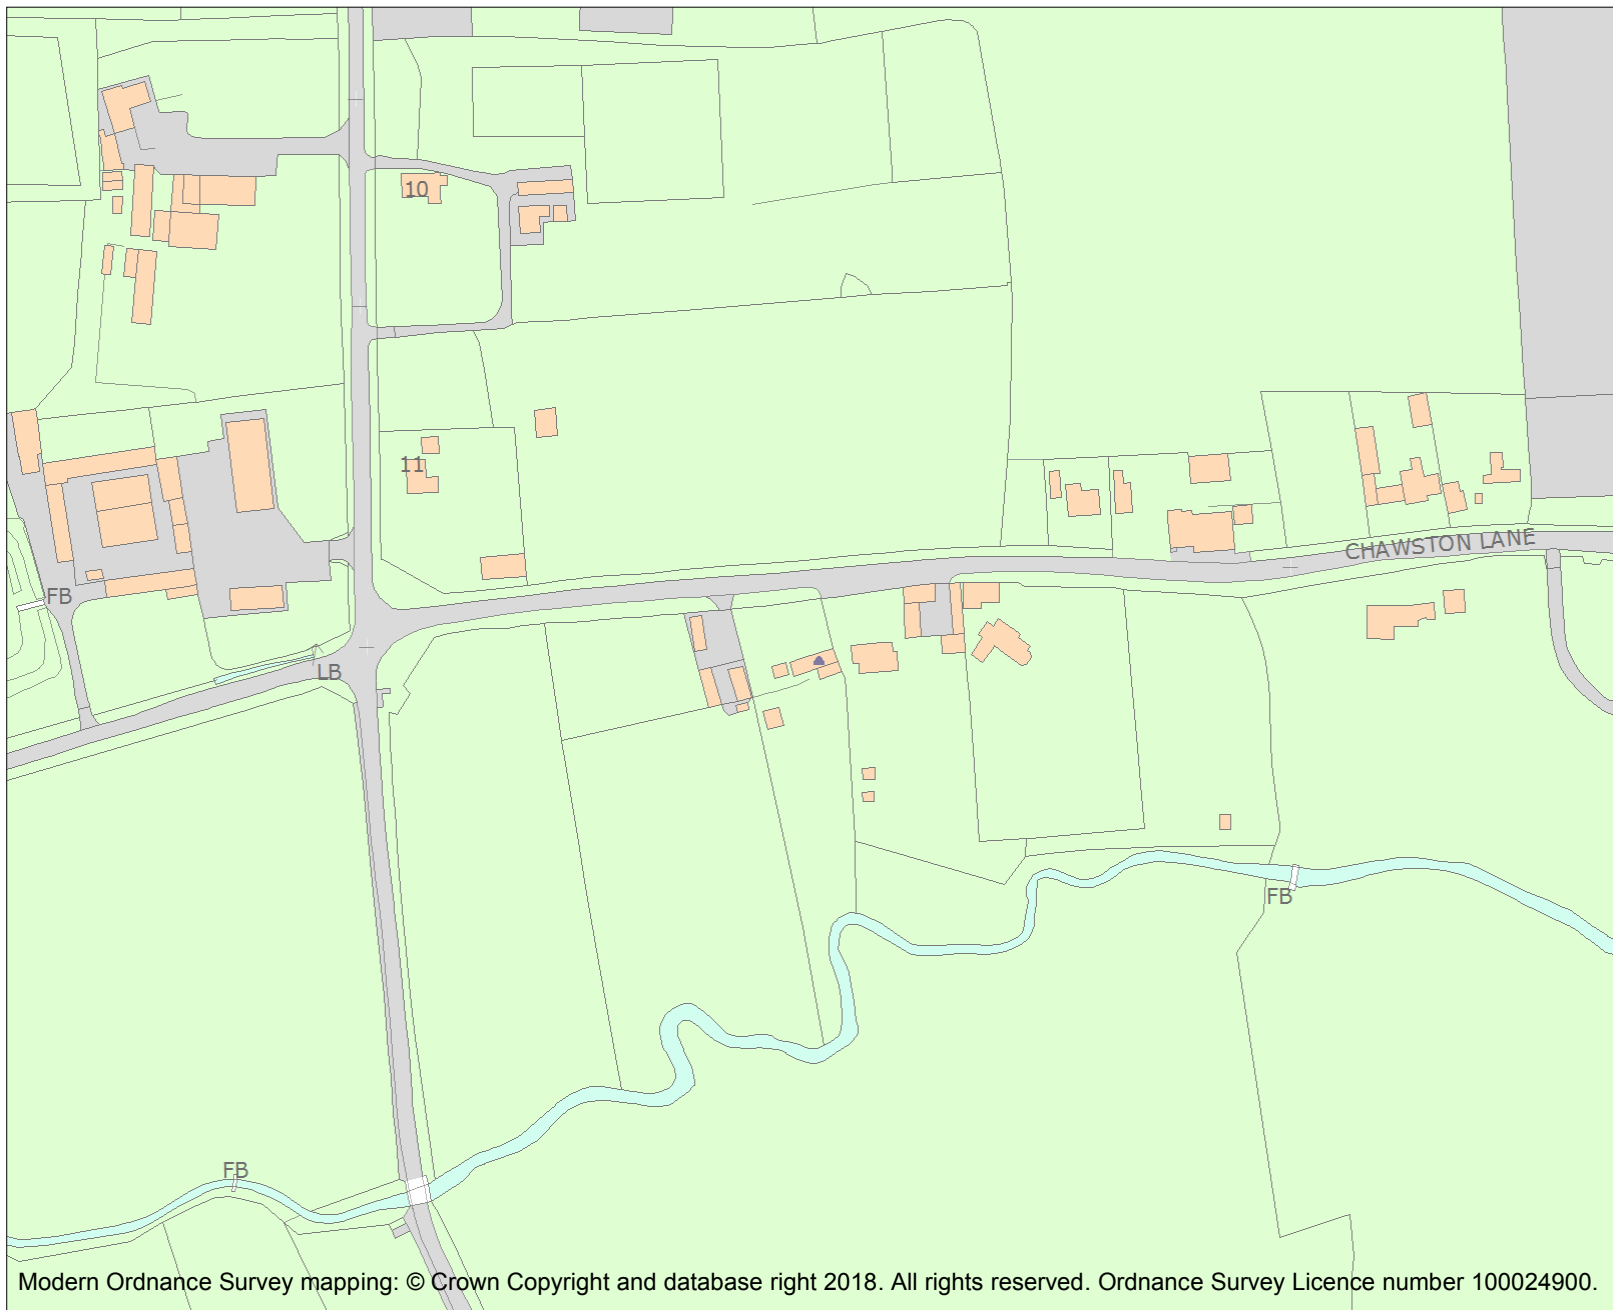 10
11
CHAWSTON LANE
FB
LB
FB
FB
Modern Ordnance Survey mapping: © Crown Copyright and database right 2018. All rights reserved. Ordnance Survey Licence number 100024900.